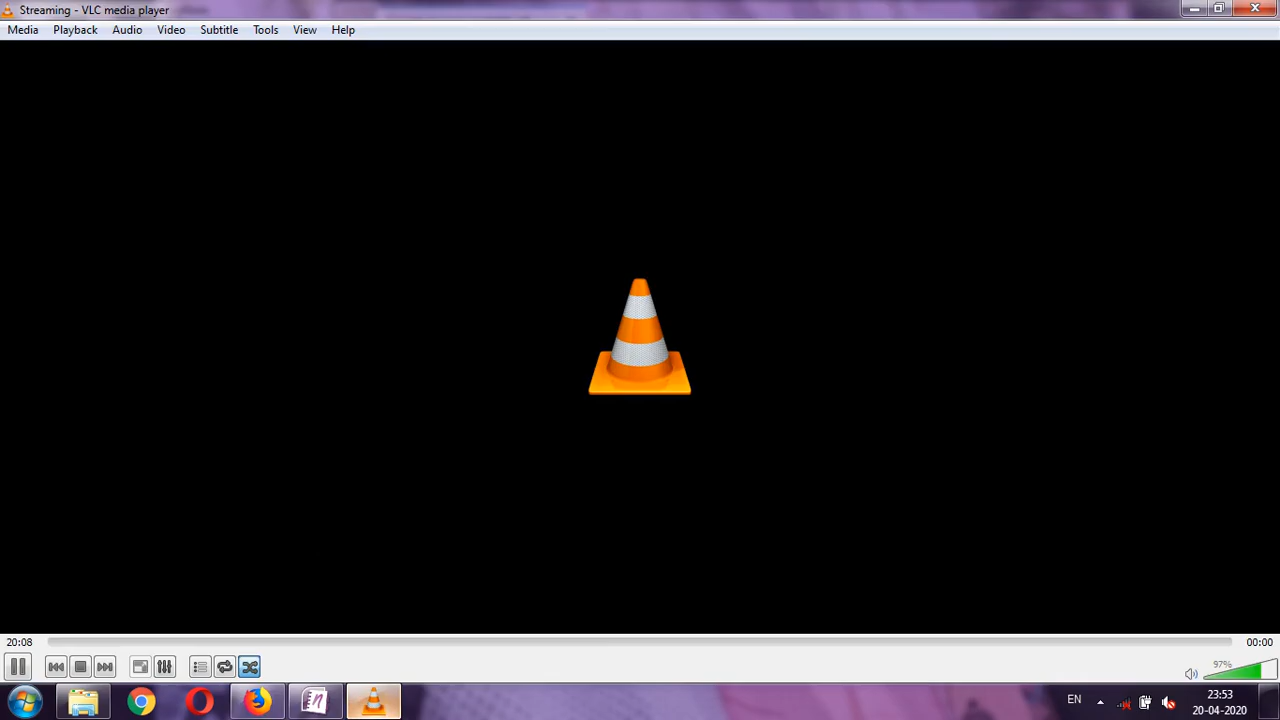 Streaming - VLC media player
Media Playback Audio Video Subtitle Tools View Help
20:08 00:00
97%
EN 23:53
20-04-2020